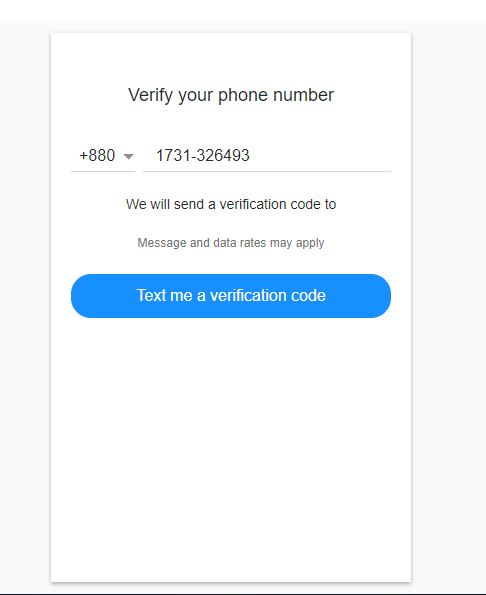 Verify your phone number
+880 1731-326493
We will send a verification code to
Message and data rates may apply
Text me a verification code